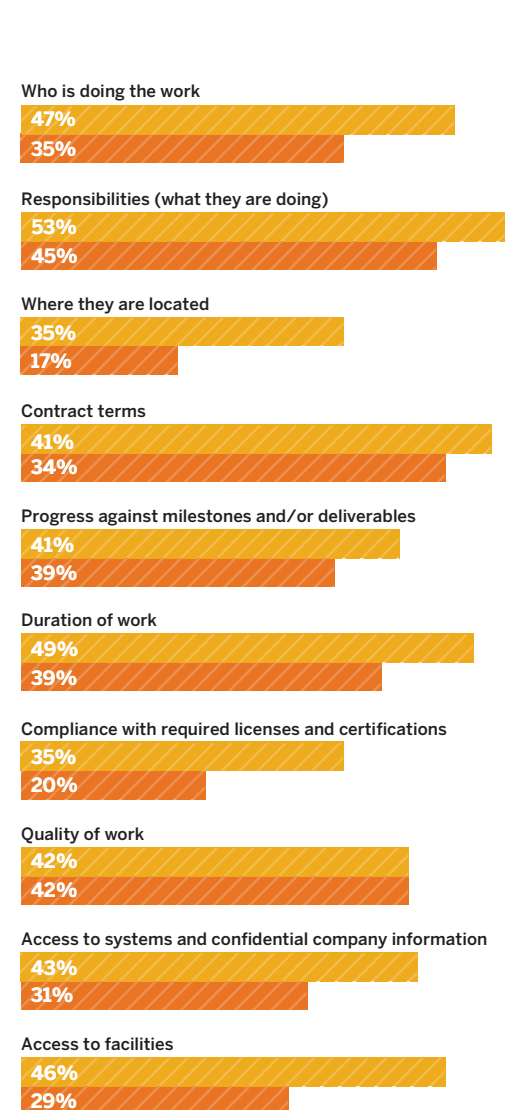 Who is doing the work
47%
35%
Responsibilities (what they are doing)
53%
45%
Where they are located
35%
17%
Contract terms
41%
34%
Progress against milestones and/or deliverables
41%
39%
Duration of work
49%
39%
Compliance with required licenses and certifications
35%
20%
Quality of work
42%
42%
Access to systems and confidential company information
43%
31%
Access to facilities
46%
29%